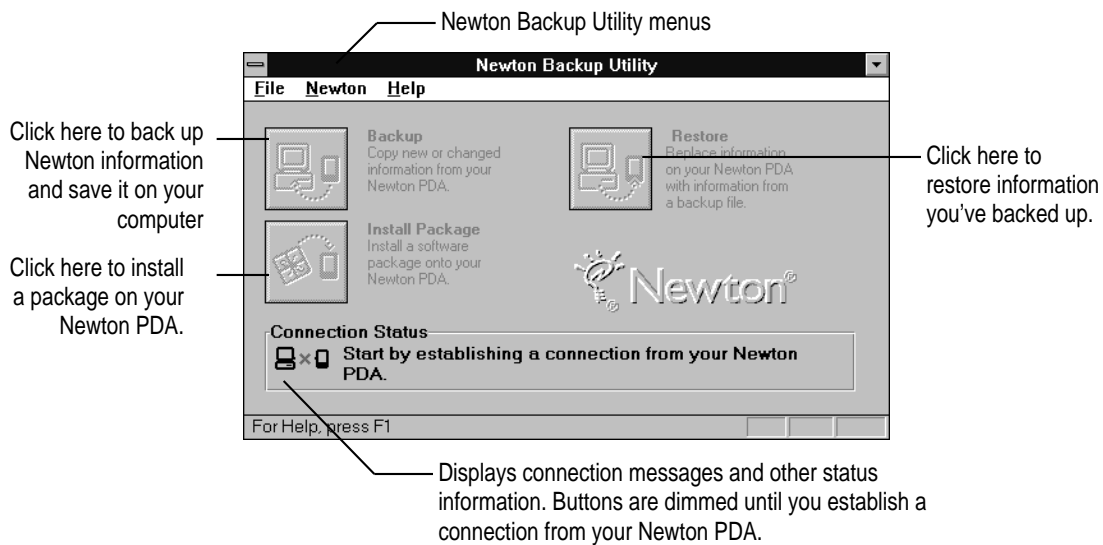 Newton Backup Utility menus
Newton Backup Utility
File Newton Help
Click here to back up
Newton information
and save it on your
computer
Backup
Copy new or changed
information from your
Newton PDA.
Restore
Replace information
on your Newton PDA
with information from
a backup file.
Click here to
restore information
you've backed up.
Click here to install
a package on your
Newton PDA.
Install Package
Install a software
package onto your
Newton PDA.
Newton®
Connection Status
Start by establishing a connection from your Newton
PDA.
For Help, press F1
Displays connection messages and other status
information. Buttons are dimmed until you establish a
connection from your Newton PDA.